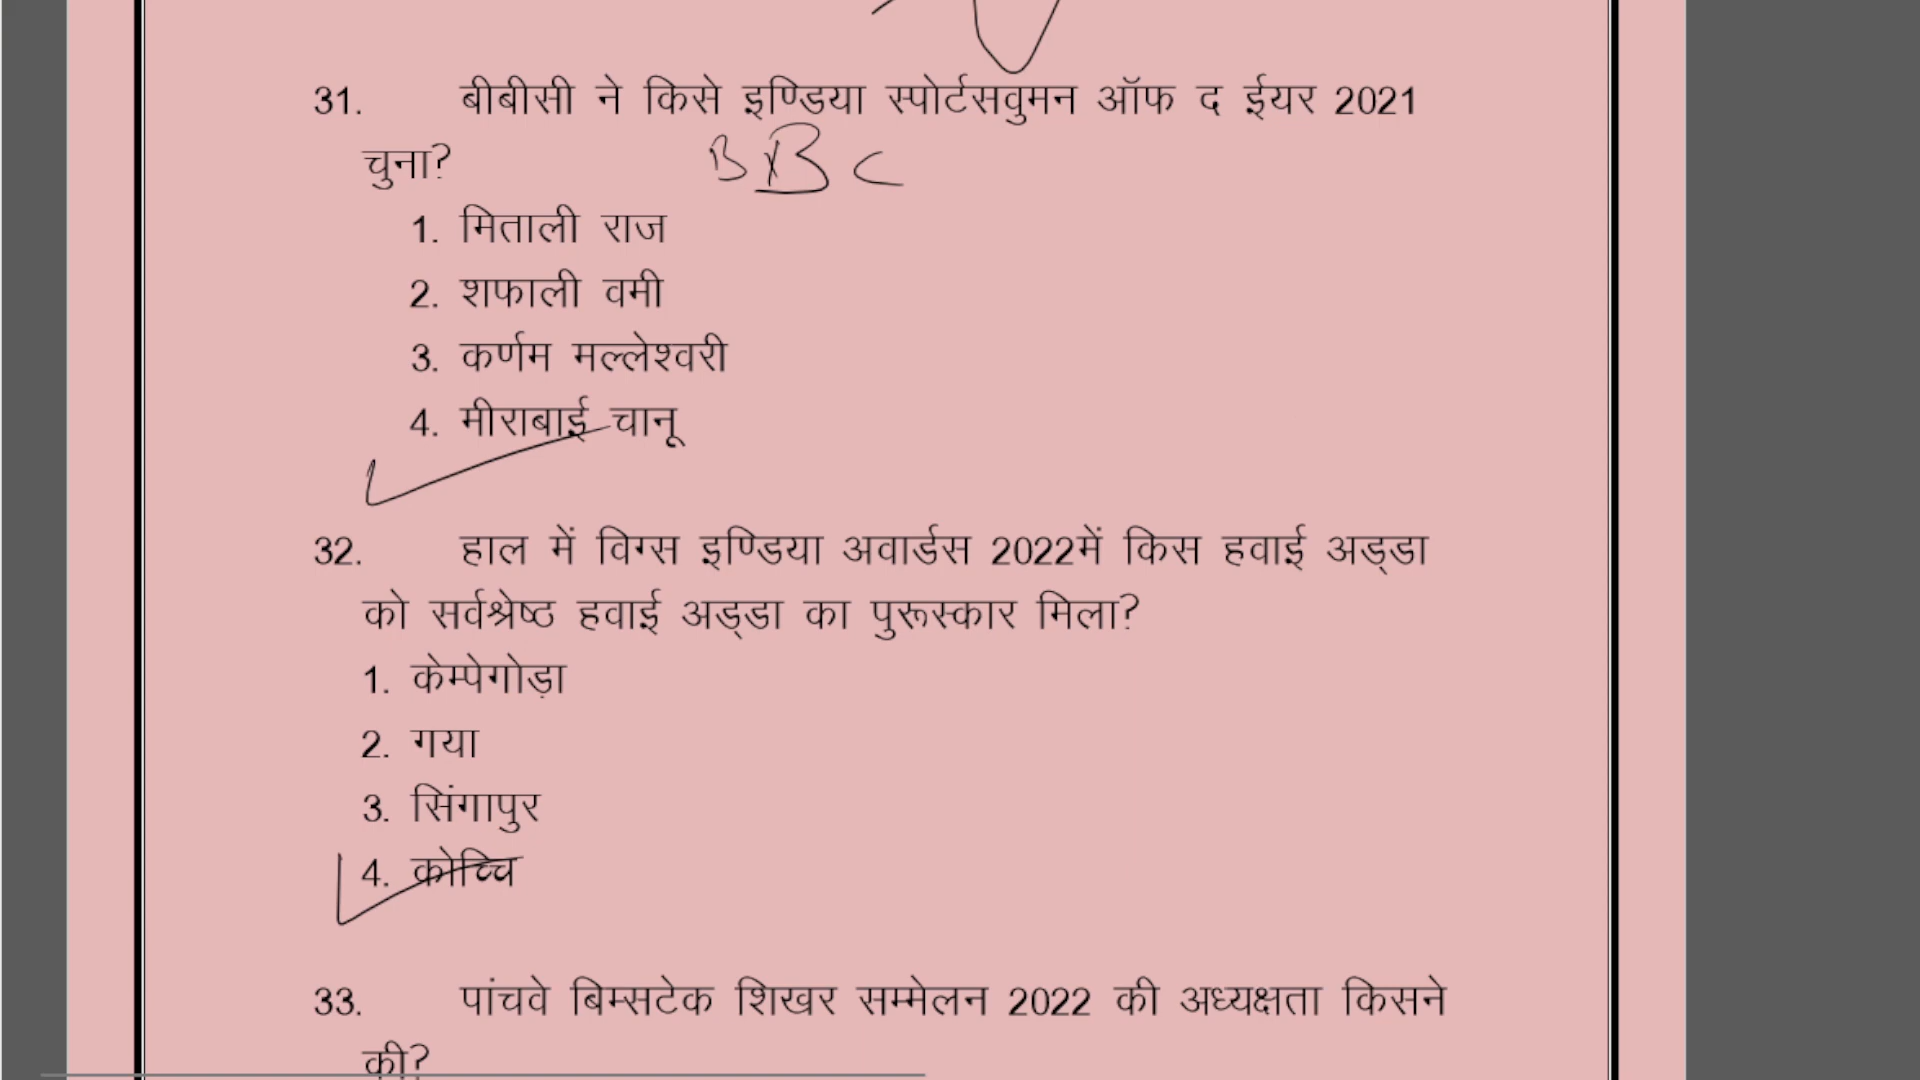 31. बीबीसी ने किसे इण्डिया स्पोर्टसवुमन ऑफ द ईयर 2021
चुना?
BBC
1. मिताली राज
2. शफाली वमी
3. कर्णम मल्लेश्वरी
4. मीराबाई चानू
32. हाल में विग्स इण्डिया अवार्डस 2022में किस हवाई अड्डा
को सर्वश्रेष्ठ हवाई अड्डा का पुरूस्कार मिला?
1. केम्पेगोड़ा
2. गया
3. सिंगापुर
4. कोच्चि
33. पांचवे बिम्सटेक शिखर सम्मेलन 2022 की अध्यक्षता किसने
की?